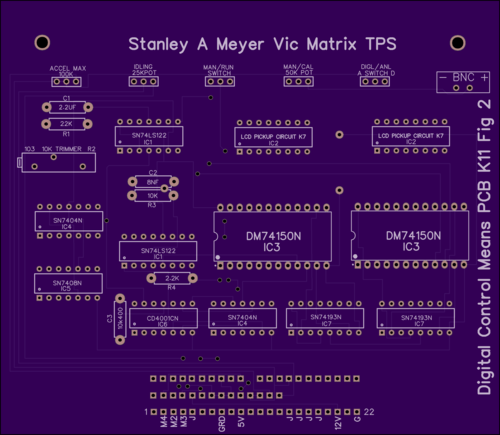 Stanley A Meyer Vic Matrix TPS
ACCEL MAX
100K
IDLING
25KPOT
MAN/RUN
SWITCH
MAN/CAL
50K POT
DIGL/ANL
A SWITCH D
- BNC +
C1
2.2UF
22K
R1
SN74LS122
IC1
LCD PICKUP CIRCUIT K7
IC2
LCD PICKUP CIRCUIT K7
IC2
103 10K TRIMMER R2
C2
8NF
10K
R3
SN7404N
IC4
DM74150N
IC3
DM74150N
IC3
SN74LS122
IC1
SN7408N
IC5
2.2K
R4
C3
10k400
CD4001CN
IC6
SN7404N
IC4
SN74193N
IC7
SN74193N
IC7
1
22
M4
M2
M3
J
GRD
5V
J
J
J
J
12V
G
Digital Control Means PCB K11 Fig 2